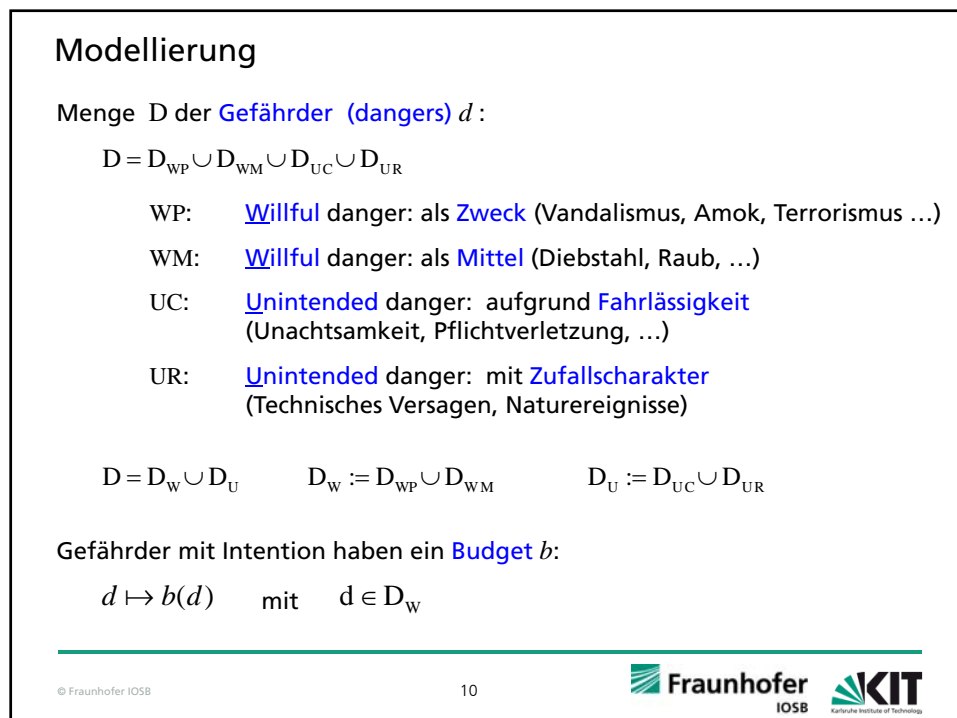 Modellierung
Menge D der Gefährder (dangers) d :
D = D_WP ∪ D_WM ∪ D_UC ∪ D_UR
WP: Willful danger: als Zweck (Vandalismus, Amok, Terrorismus …)
WM: Willful danger: als Mittel (Diebstahl, Raub, …)
UC: Unintended danger: aufgrund Fahrlässigkeit
(Unachtsamkeit, Pflichtverletzung, …)
UR: Unintended danger: mit Zufallscharakter
(Technisches Versagen, Naturereignisse)
D = D_W ∪ D_U D_W := D_WP ∪ D_WM D_U := D_UC ∪ D_UR
Gefährder mit Intention haben ein Budget b:
d ↦ b(d) mit d ∈ D_W
© Fraunhofer IOSB 10 Fraunhofer KIT
IOSB Karlsruhe Institute of Technology